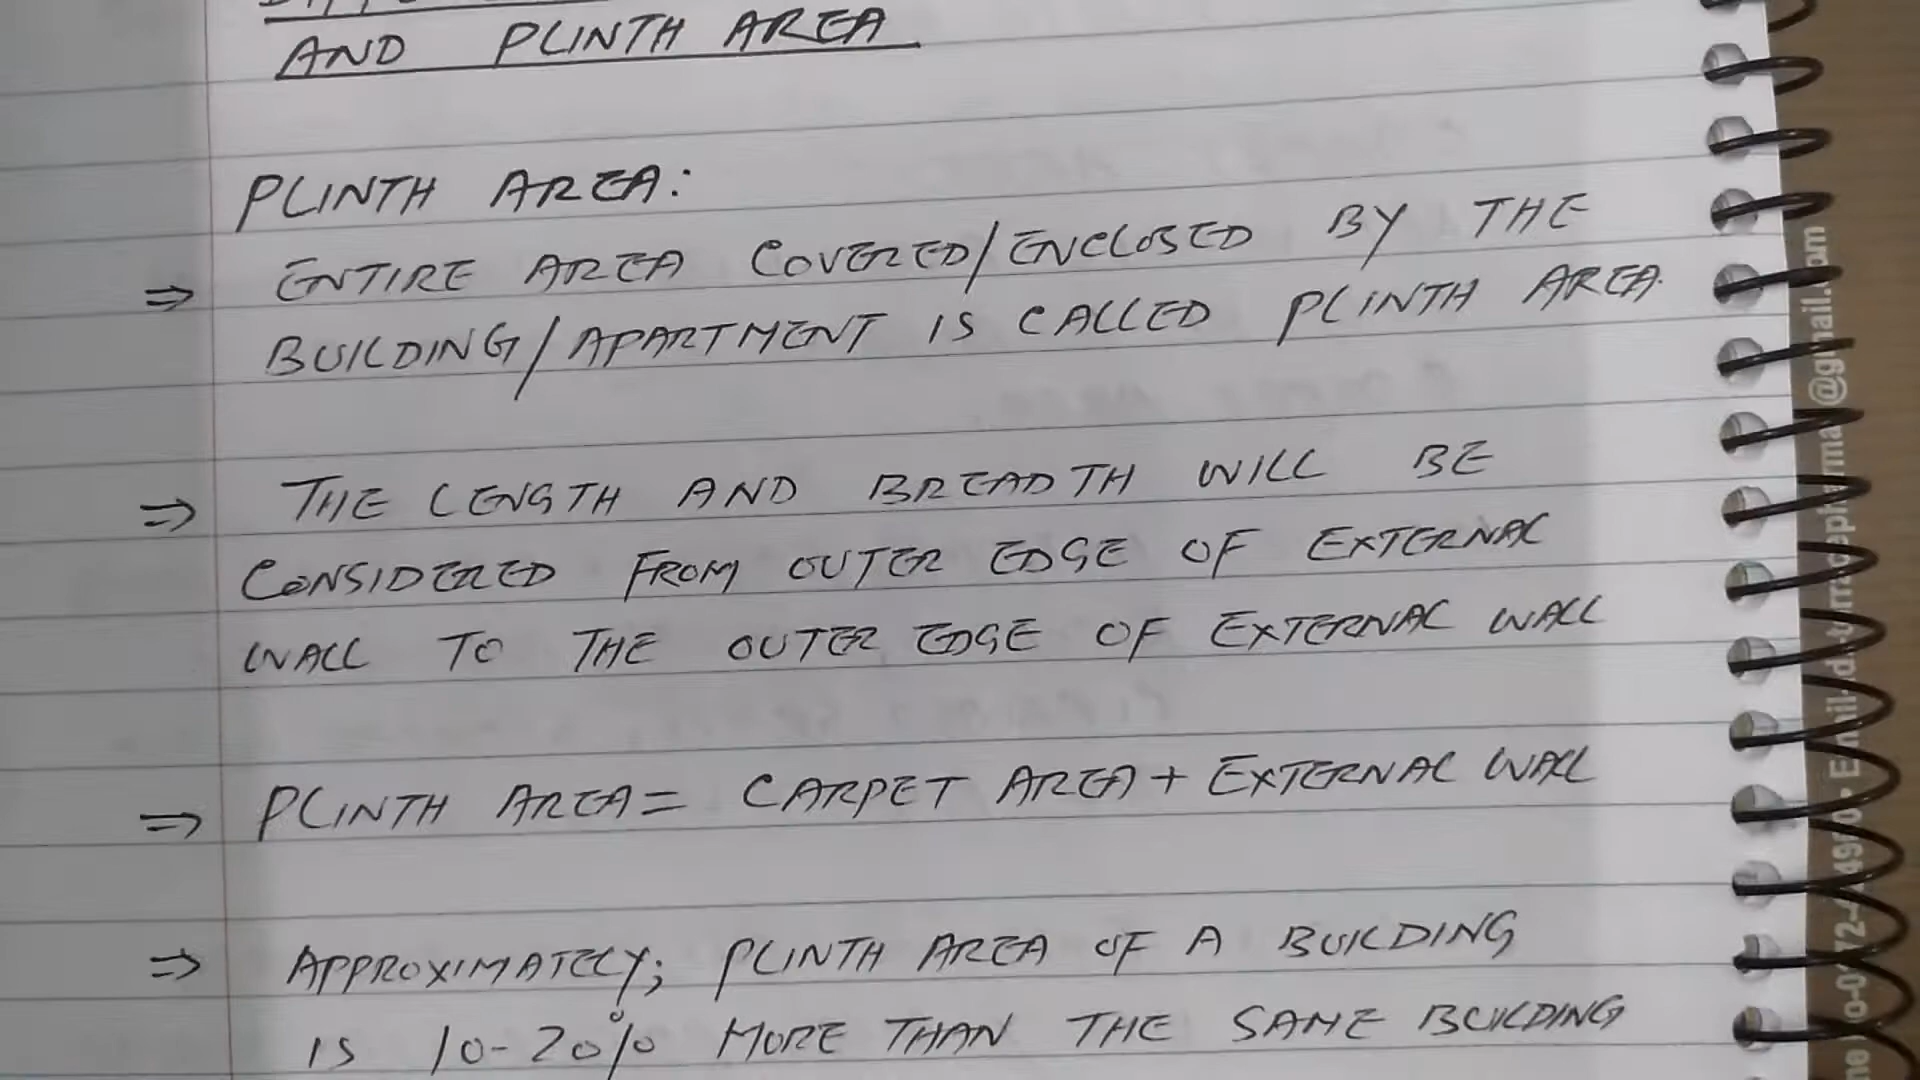 AND PLINTH AREA
PLINTH AREA:
⇒ ENTIRE AREA COVERED/ENCLOSED BY THE
BUILDING/APARTMENT IS CALLED PLINTH AREA.
⇒ THE LENGTH AND BREADTH WILL BE
CONSIDERED FROM OUTER EDGE OF EXTERNAL
WALL TO THE OUTER EDGE OF EXTERNAL WALL
⇒ PLINTH AREA = CARPET AREA + EXTERNAL WALL
⇒ APPROXIMATELY; PLINTH AREA OF A BUILDING
IS 10-20% MORE THAN THE SAME BUILDING
@gmail.com